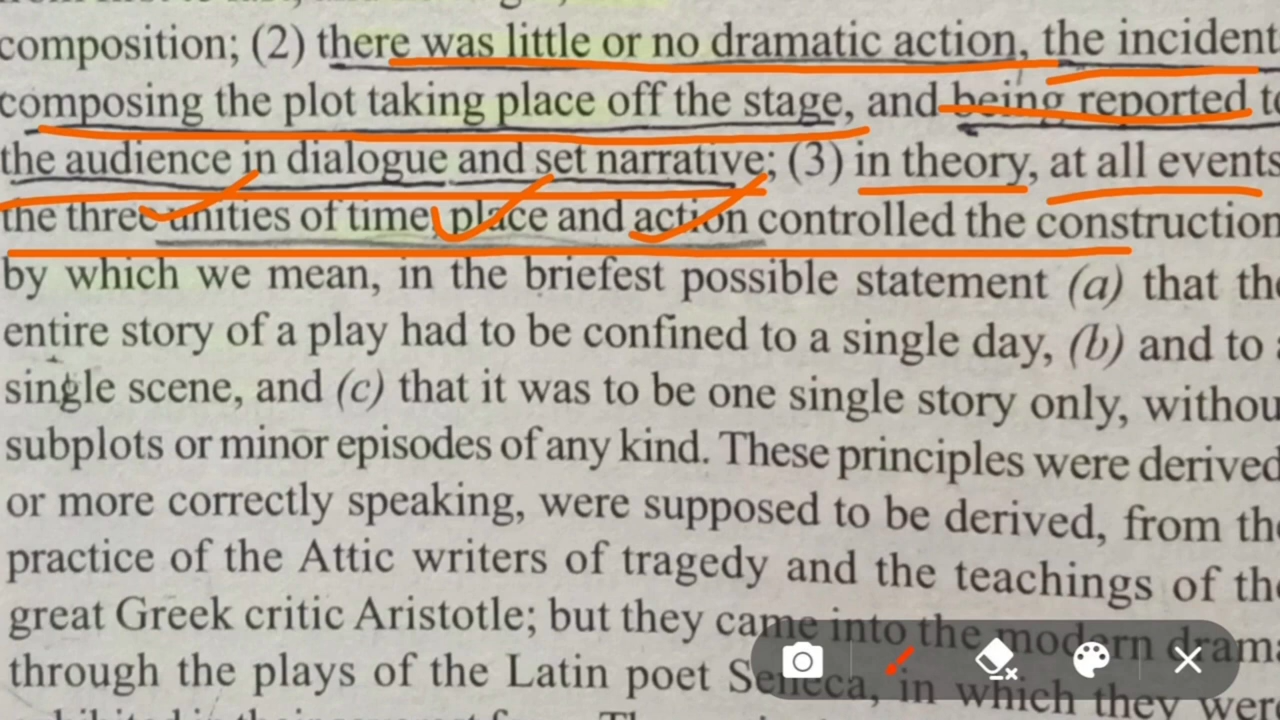 composition; (2) there was little or no dramatic action, the incident
composing the plot taking place off the stage, and being reported to
the audience in dialogue and set narrative; (3) in theory, at all events
the three unities of time, place and action controlled the construction
by which we mean, in the briefest possible statement (a) that the
entire story of a play had to be confined to a single day, (b) and to a
single scene, and (c) that it was to be one single story only, withou
subplots or minor episodes of any kind. These principles were derived
or more correctly speaking, were supposed to be derived, from the
practice of the Attic writers of tragedy and the teachings of the
great Greek critic Aristotle; but they came into the modern drama
through the plays of the Latin poet Seneca, in which they were